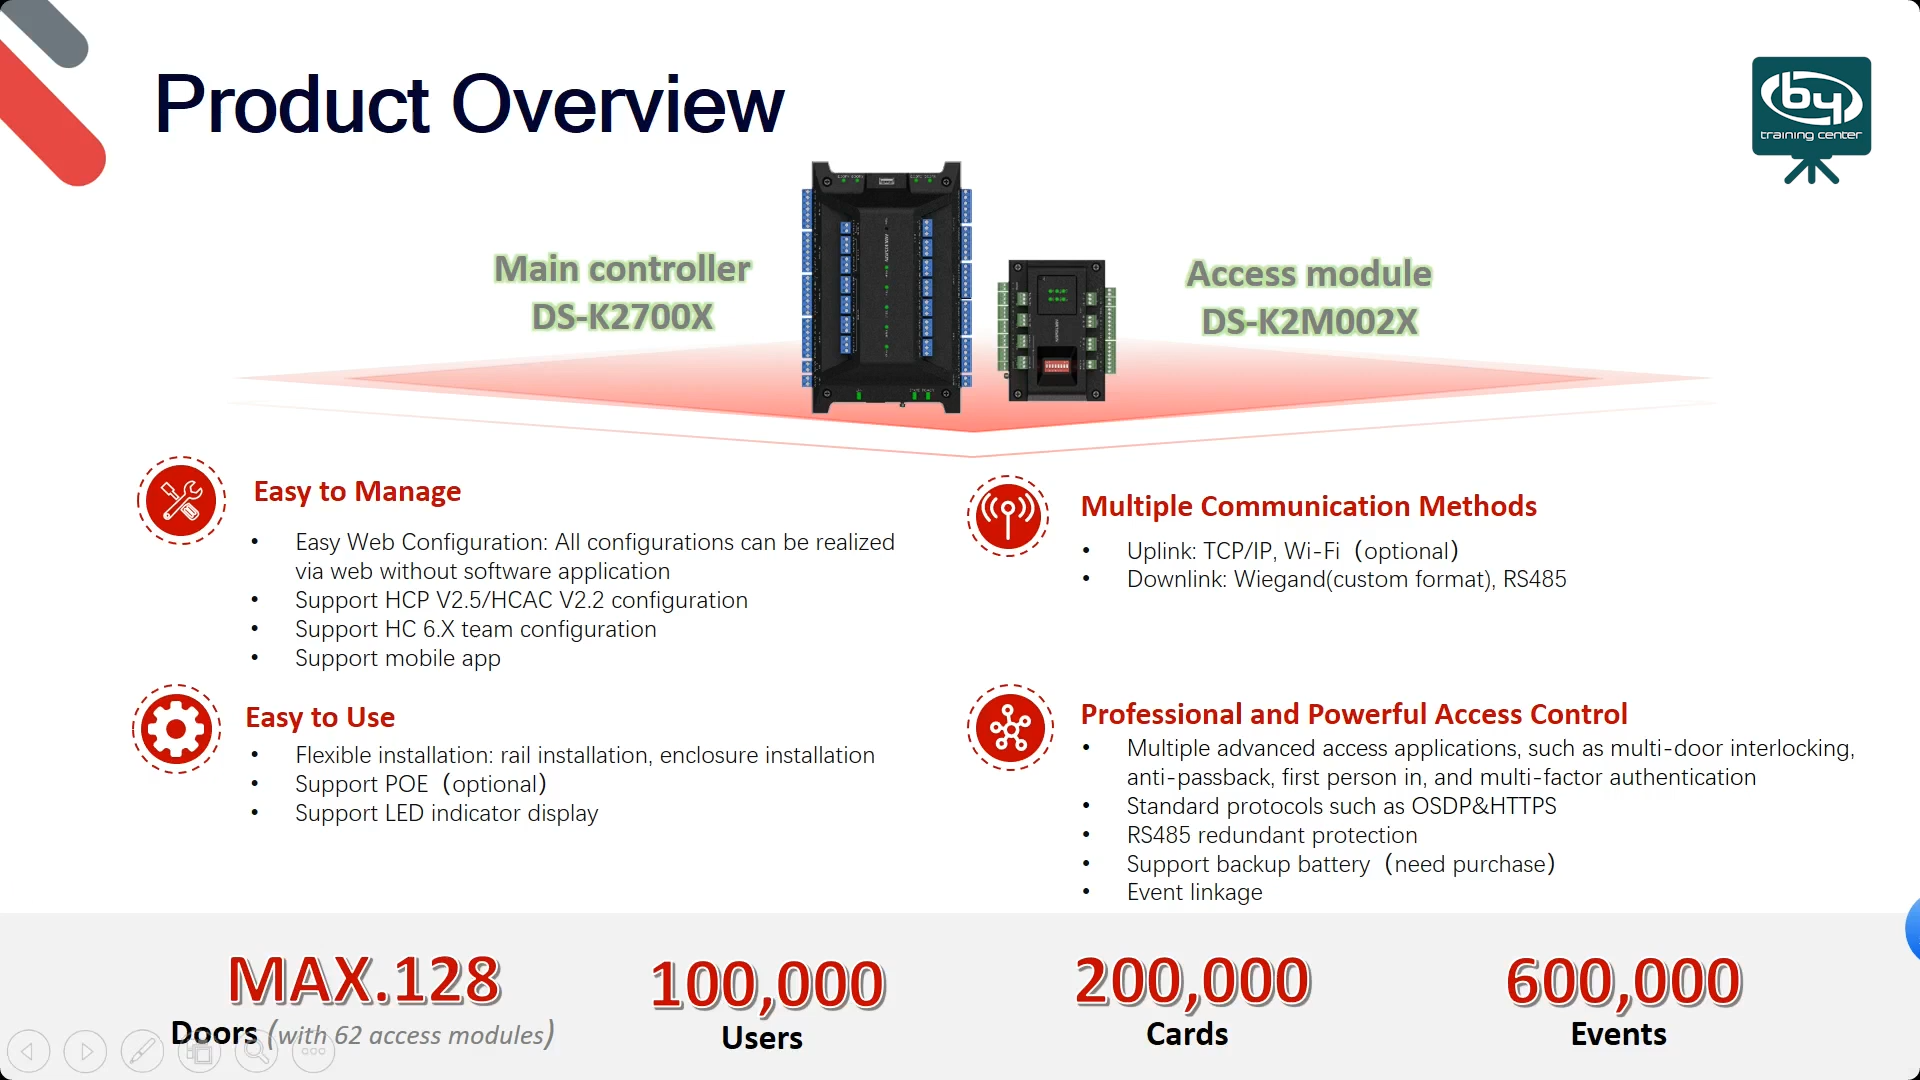 Product Overview
by
training center
Main controller
DS-K2700X
Access module
DS-K2M002X
Easy to Manage
• Easy Web Configuration: All configurations can be realized
via web without software application
• Support HCP V2.5/HCAC V2.2 configuration
• Support HC 6.X team configuration
• Support mobile app
Multiple Communication Methods
• Uplink: TCP/IP, Wi-Fi（optional）
• Downlink: Wiegand(custom format), RS485
Easy to Use
• Flexible installation: rail installation, enclosure installation
• Support POE（optional）
• Support LED indicator display
Professional and Powerful Access Control
• Multiple advanced access applications, such as multi-door interlocking,
anti-passback, first person in, and multi-factor authentication
• Standard protocols such as OSDP&HTTPS
• RS485 redundant protection
• Support backup battery（need purchase）
• Event linkage
MAX.128
Doors (with 62 access modules)
100,000
Users
200,000
Cards
600,000
Events